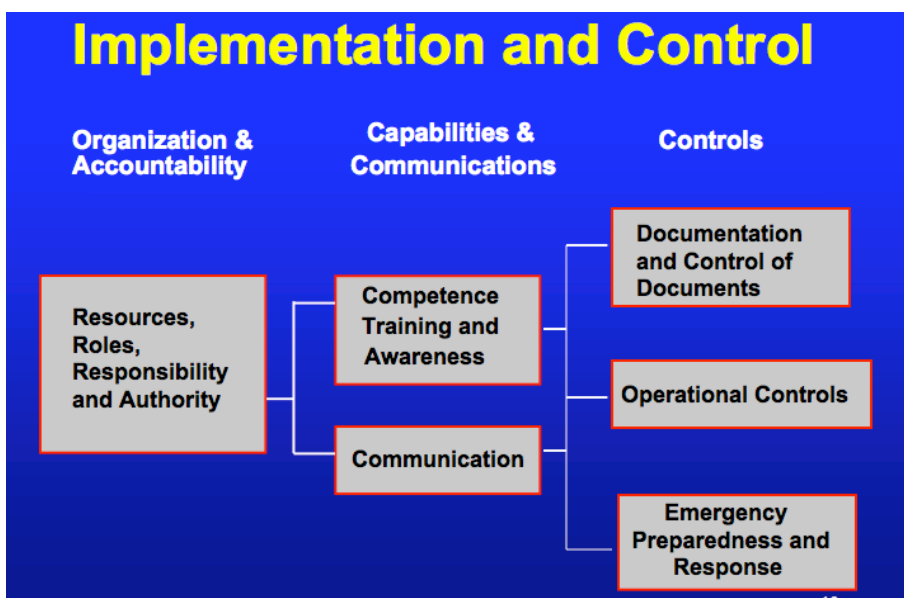 Implementation and Control
Organization &
Accountability
Capabilities &
Communications
Controls
Resources,
Roles,
Responsibility
and Authority
Competence
Training and
Awareness
Communication
Documentation
and Control of
Documents
Operational Controls
Emergency
Preparedness and
Response